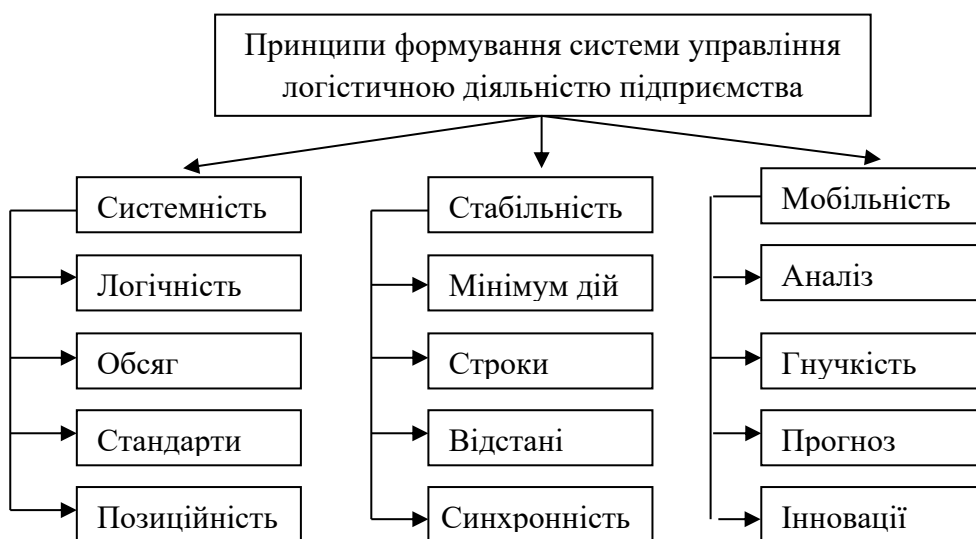 Принципи формування системи управління
логістичною діяльністю підприємства
Системність
Логічність
Обсяг
Стандарти
Позиційність
Стабільність
Мінімум дій
Строки
Відстані
Синхронність
Мобільність
Аналіз
Гнучкість
Прогноз
Інновації